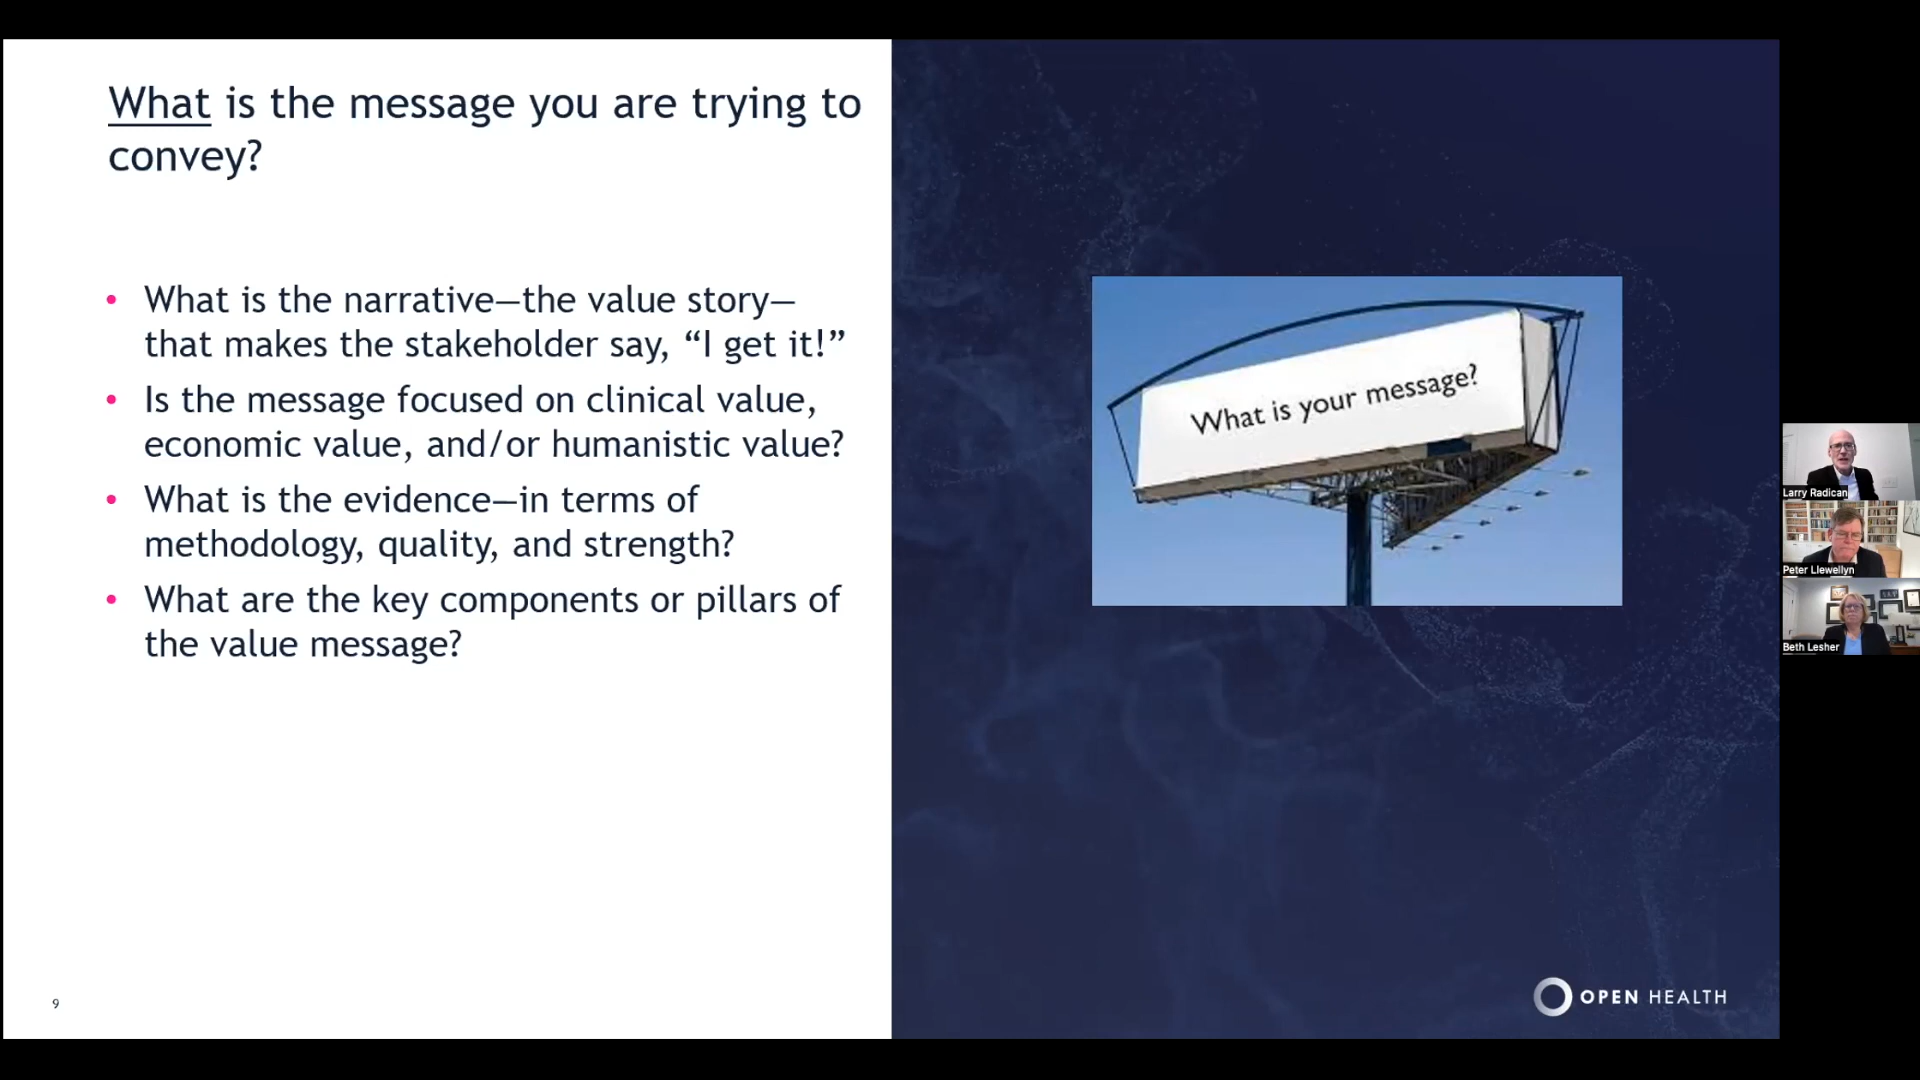 What is the message you are trying to
convey?
• What is the narrative—the value story—
that makes the stakeholder say, “I get it!”
• Is the message focused on clinical value,
economic value, and/or humanistic value?
• What is the evidence—in terms of
methodology, quality, and strength?
• What are the key components or pillars of
the value message?
What is your message?
Larry Radican
Peter Llewellyn
Beth Lesher
9
OPEN HEALTH